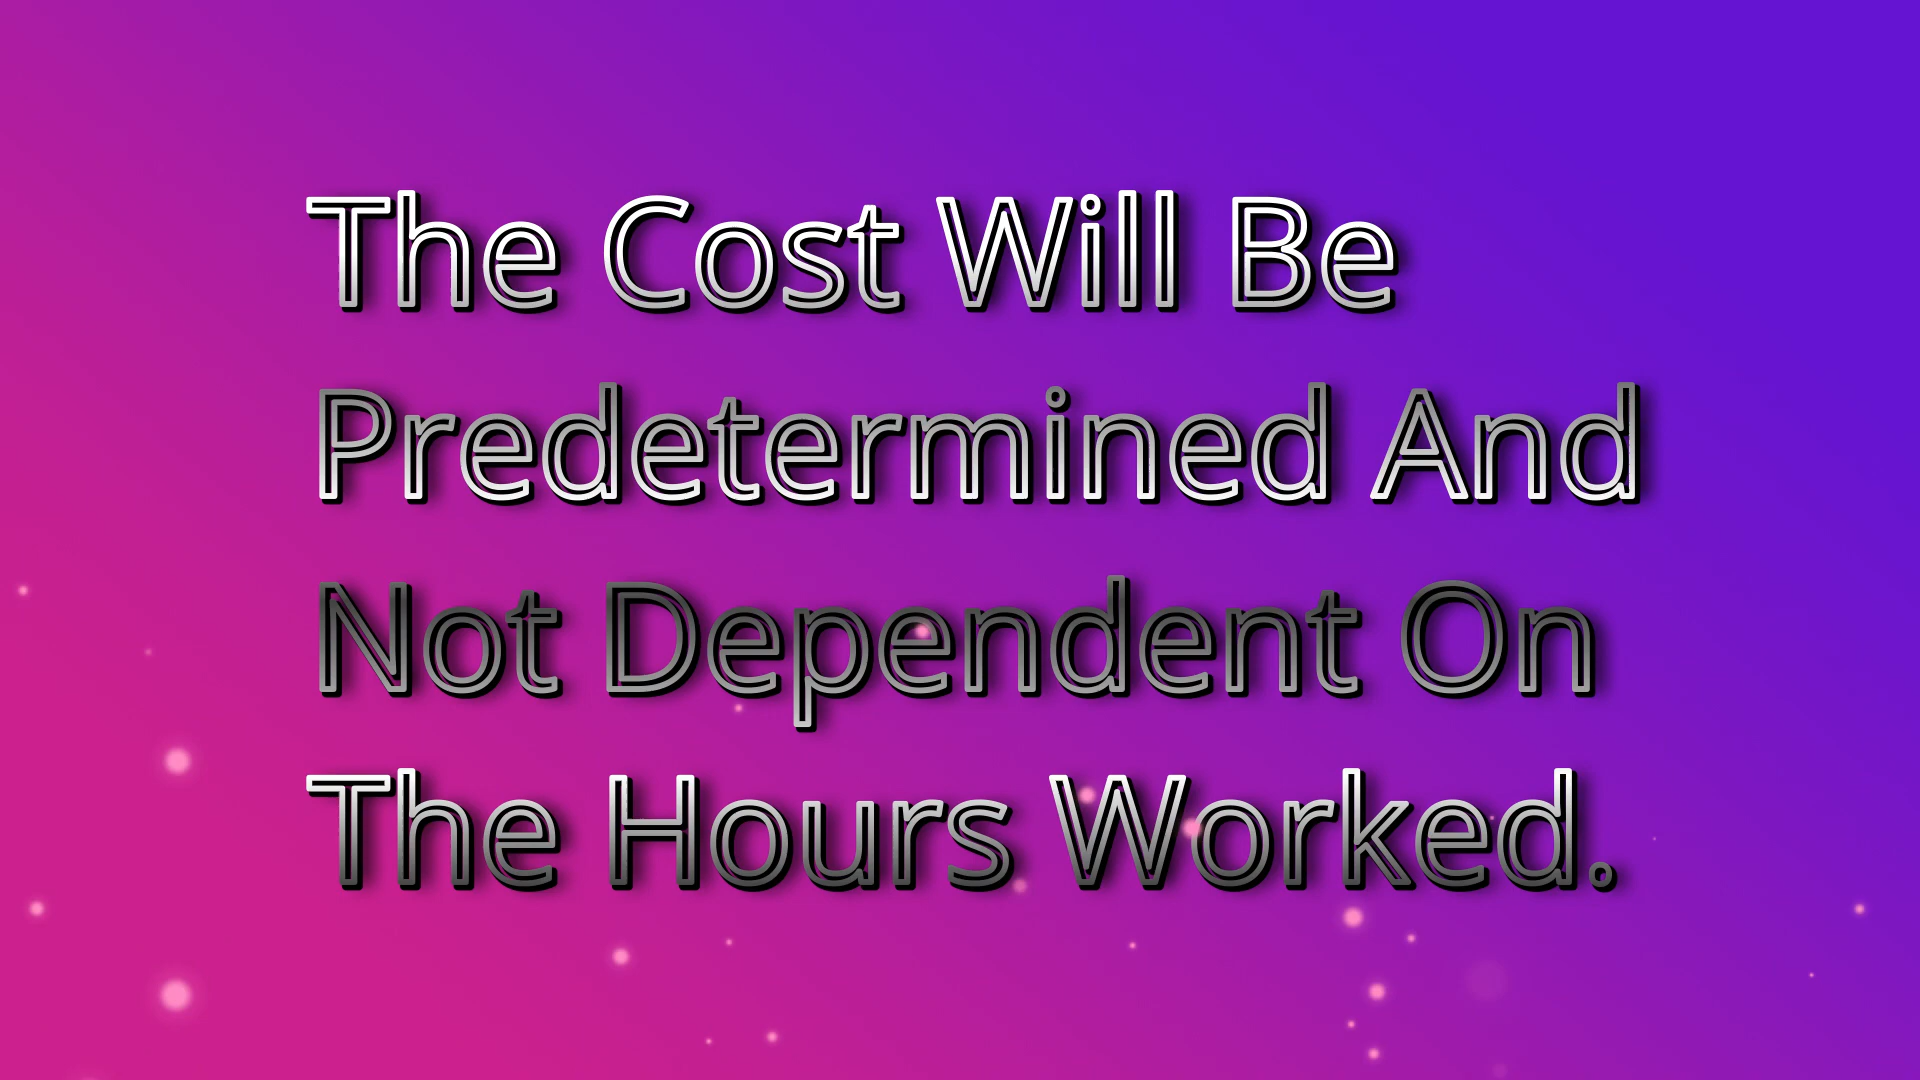 The Cost Will Be
Predetermined And
Not Dependent On
The Hours Worked.